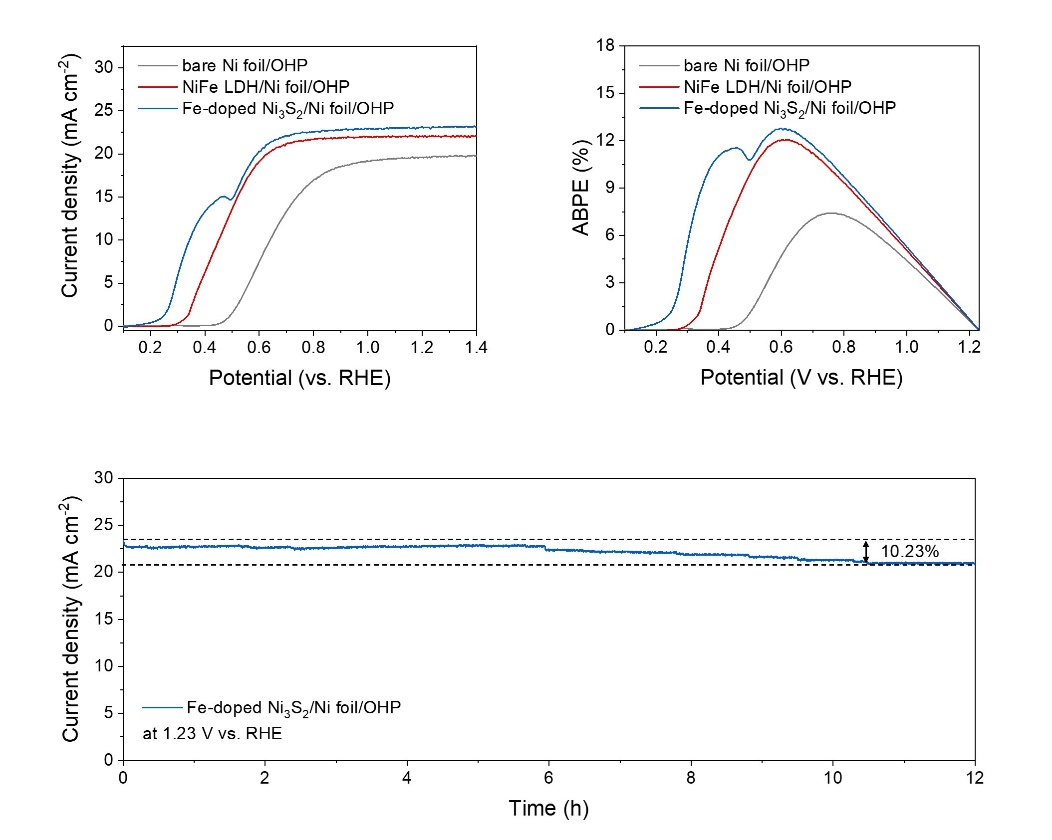 bare Ni foil/OHP
NiFe LDH/Ni foil/OHP
Fe-doped Ni₃S₂/Ni foil/OHP
Current density (mA cm⁻²)
30
25
20
15
10
5
0
0.2 0.4 0.6 0.8 1.0 1.2 1.4
Potential (vs. RHE)
bare Ni foil/OHP
NiFe LDH/Ni foil/OHP
Fe-doped Ni₃S₂/Ni foil/OHP
ABPE (%)
18
15
12
9
6
3
0
0.2 0.4 0.6 0.8 1.0 1.2
Potential (V vs. RHE)
Current density (mA cm⁻²)
30
25
20
15
10
5
0
10.23%
Fe-doped Ni₃S₂/Ni foil/OHP
at 1.23 V vs. RHE
0 2 4 6 8 10 12
Time (h)